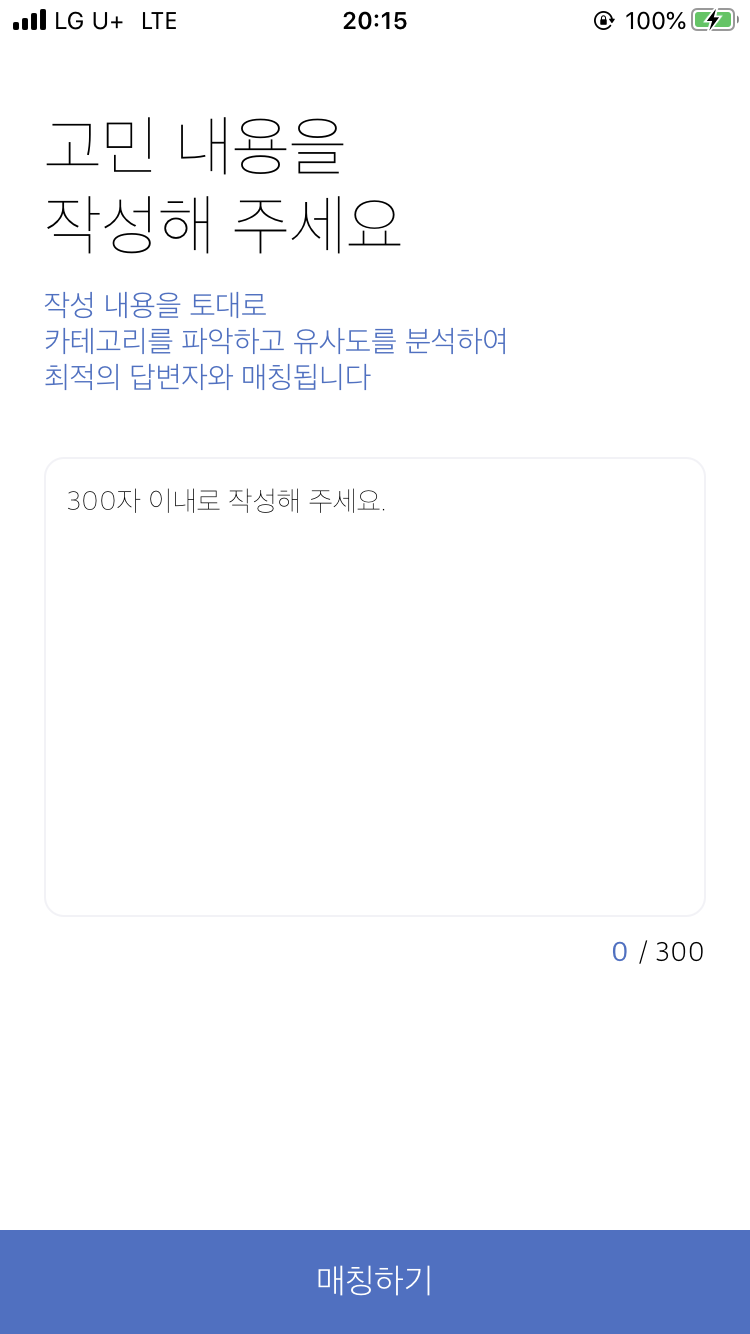 LG U+ LTE 20:15 100%
고민 내용을
작성해 주세요
작성 내용을 토대로
카테고리를 파악하고 유사도를 분석하여
최적의 답변자와 매칭됩니다
300자 이내로 작성해 주세요.
0 / 300
매칭하기